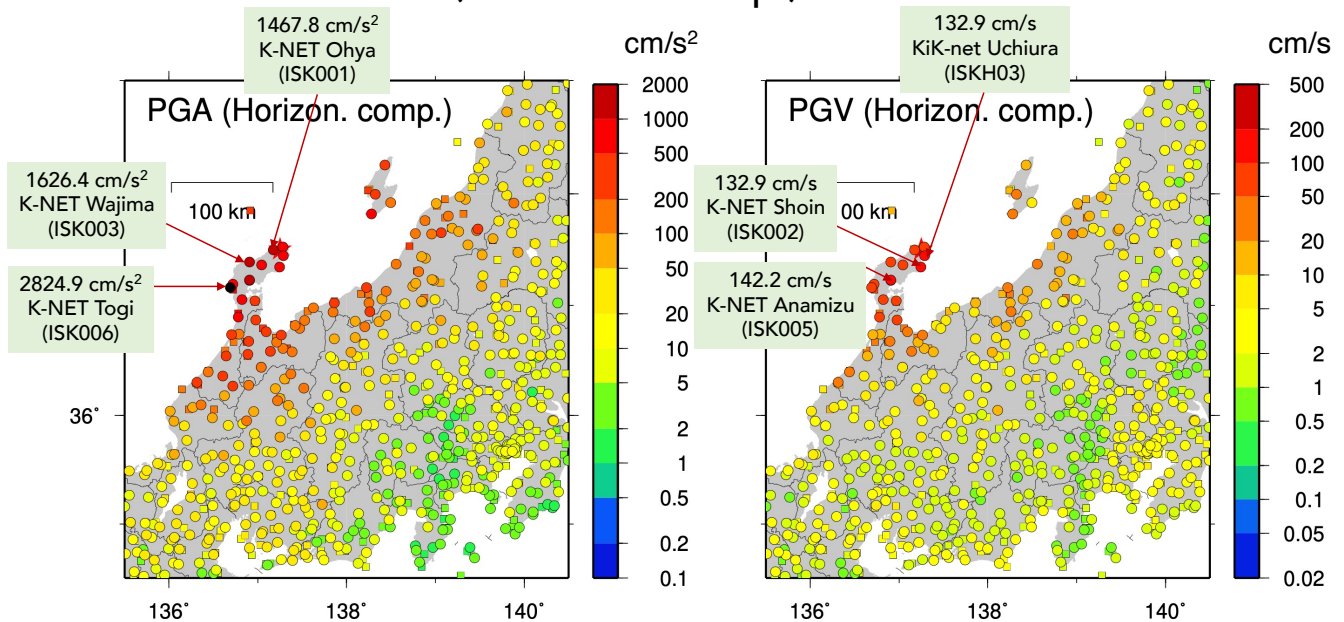 1467.8 cm/s²
K-NET Ohya
(ISK001)
cm/s²
PGA (Horizon. comp.)
1626.4 cm/s²
K-NET Wajima
(ISK003)
100 km
2824.9 cm/s²
K-NET Togi
(ISK006)
2000
1000
500
200
100
50
20
10
5
2
1
0.5
0.2
0.1
36°
136°
138°
140°
132.9 cm/s
KiK-net Uchiura
(ISKH03)
cm/s
PGV (Horizon. comp.)
132.9 cm/s
K-NET Shoin
(ISK002)
00 km
142.2 cm/s
K-NET Anamizu
(ISK005)
500
200
100
50
20
10
5
2
1
0.5
0.2
0.1
0.05
0.02
136°
138°
140°